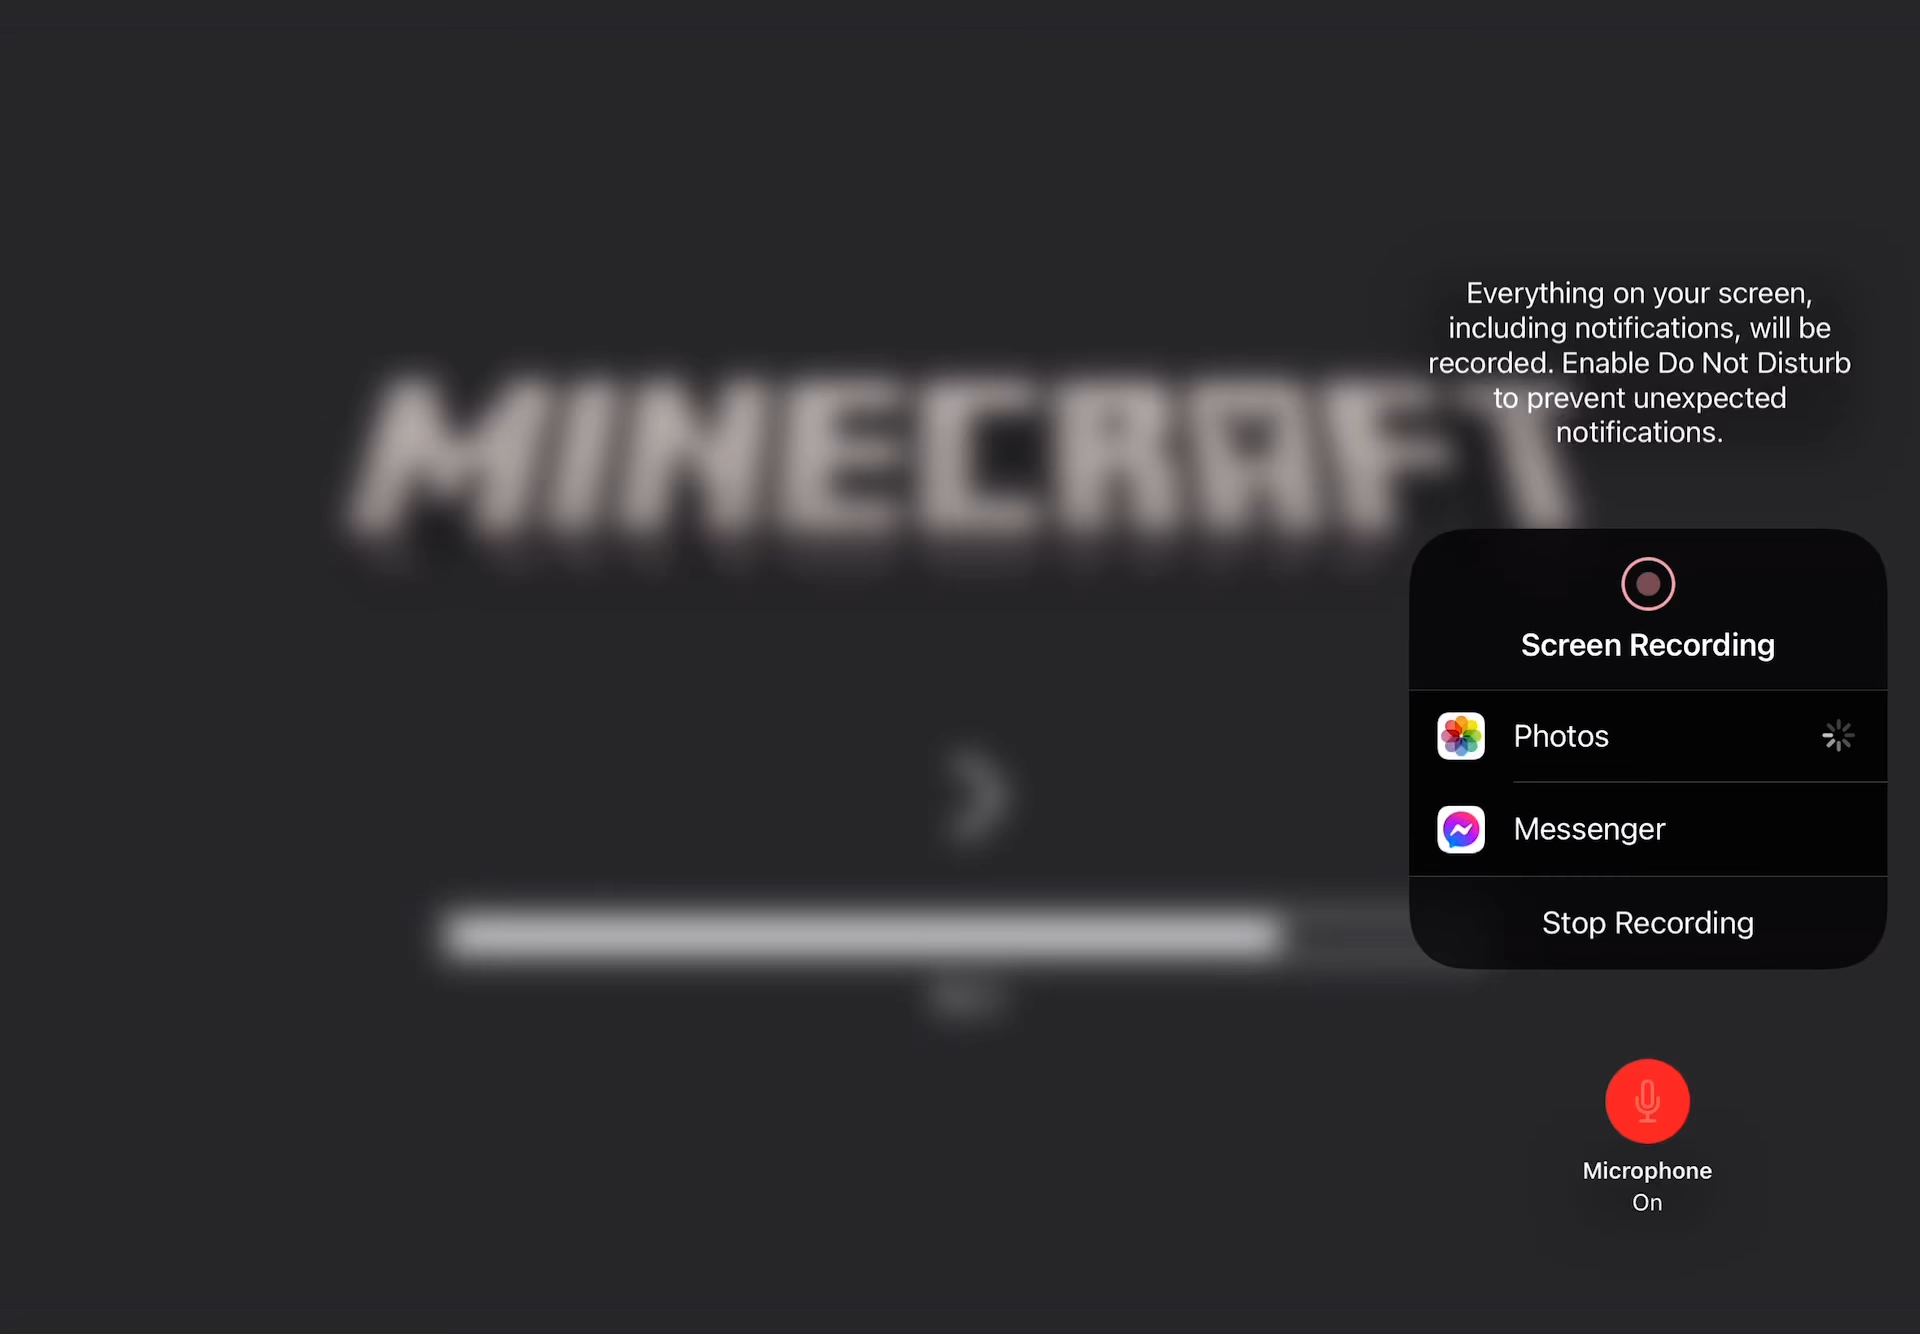 Everything on your screen,
including notifications, will be
recorded. Enable Do Not Disturb
to prevent unexpected
notifications.
MINECRAFT
Screen Recording
Photos
Messenger
Stop Recording
Microphone
On